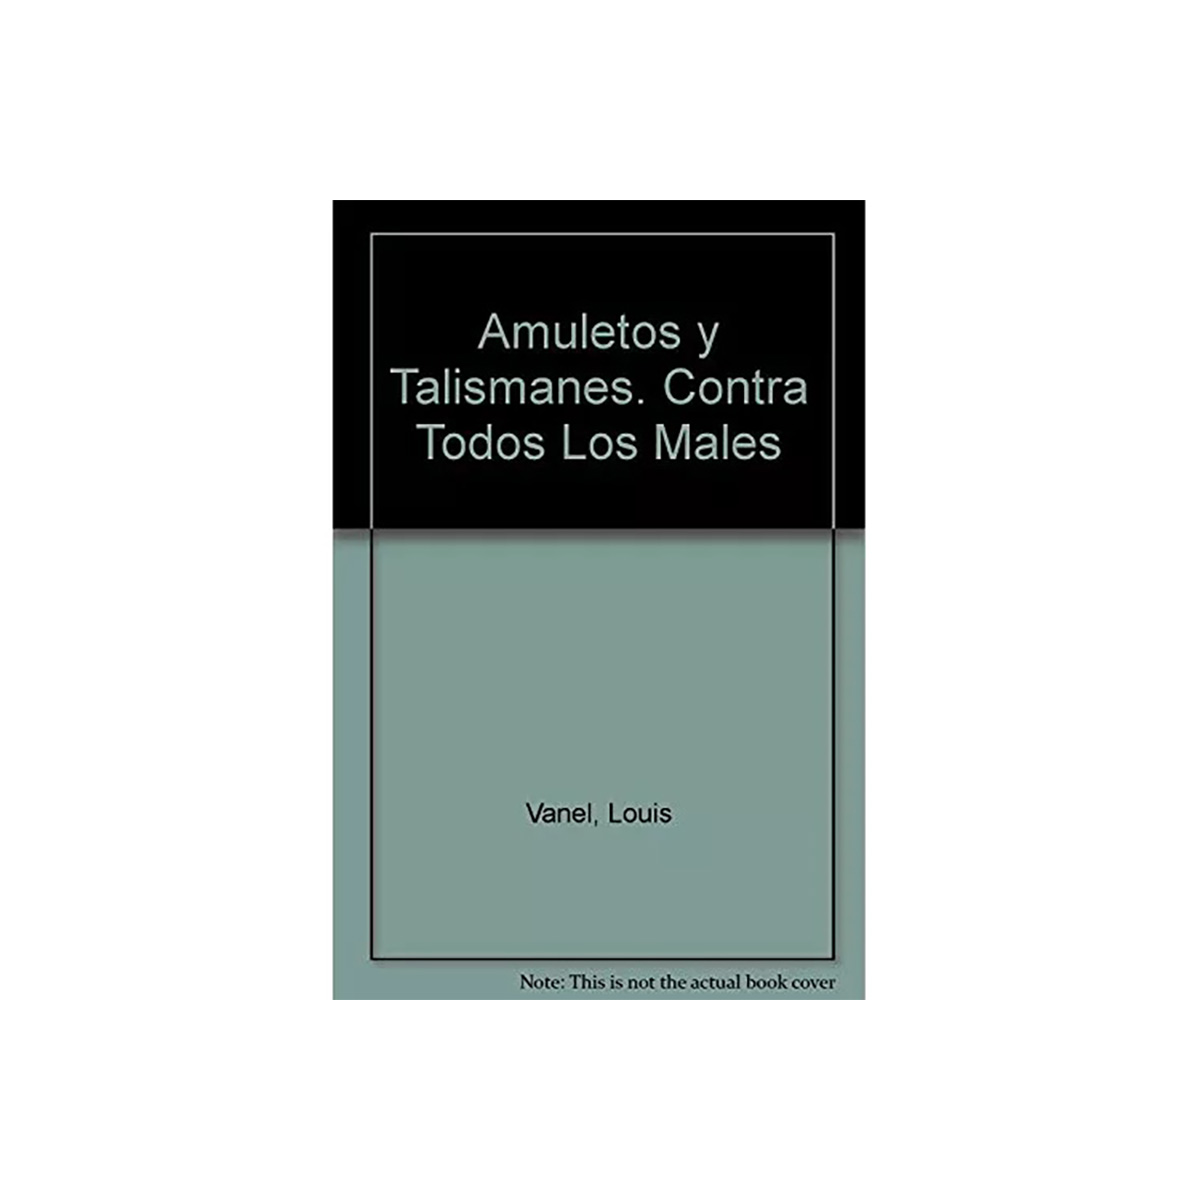 Amuletos y
Talismanes. Contra
Todos Los Males
Vanel, Louis
Note: This is not the actual book cover